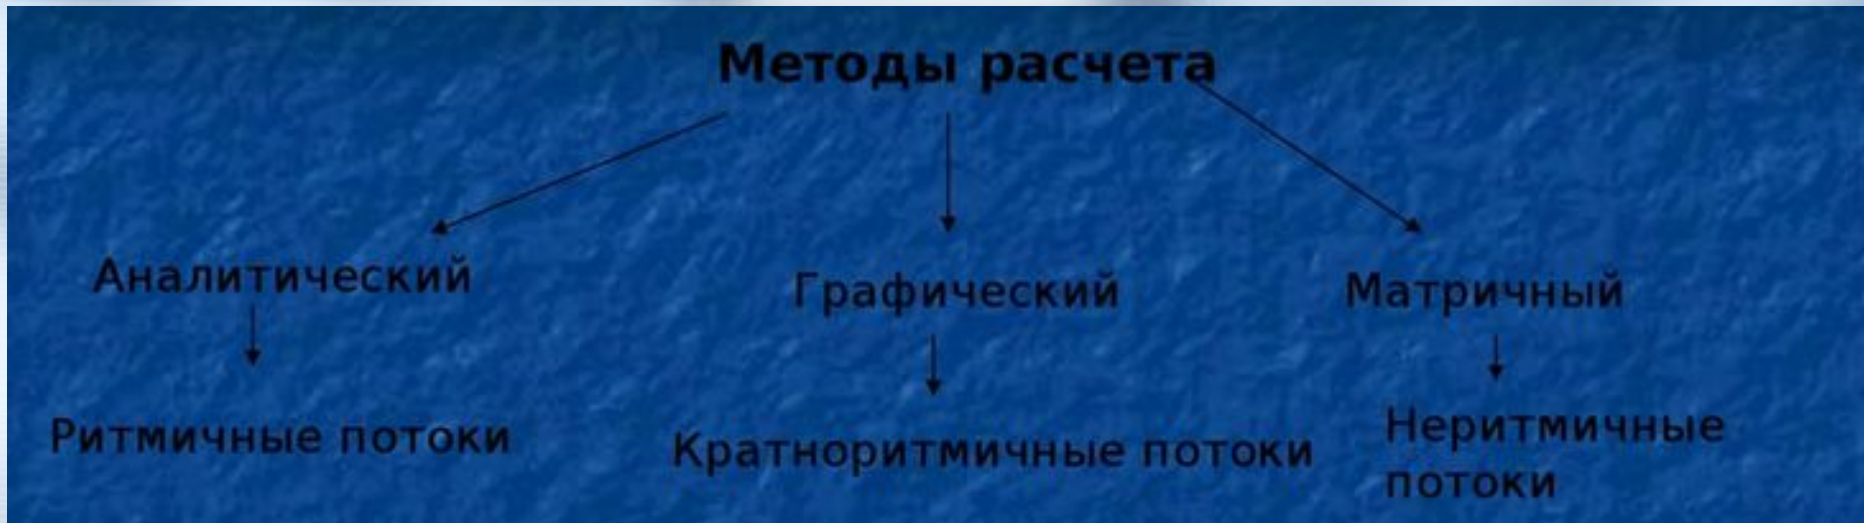 Методы расчета
Аналитический
Графический
Матричный
Ритмичные потоки
Кратноритмичные потоки
Неритмичные
потоки